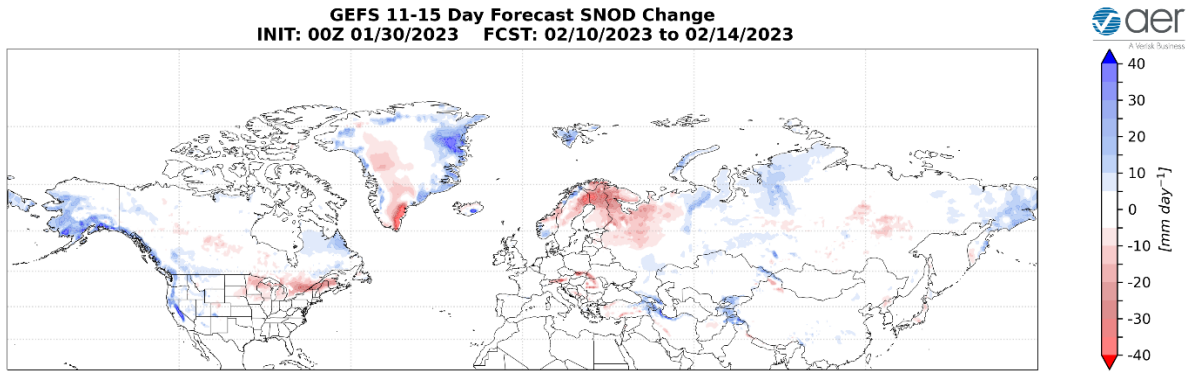 GEFS 11-15 Day Forecast SNOD Change
INIT: 00Z 01/30/2023    FCST: 02/10/2023 to 02/14/2023
aer
A Verisk Business
40
30
20
10
0
-10
-20
-30
-40
[mm day⁻¹]